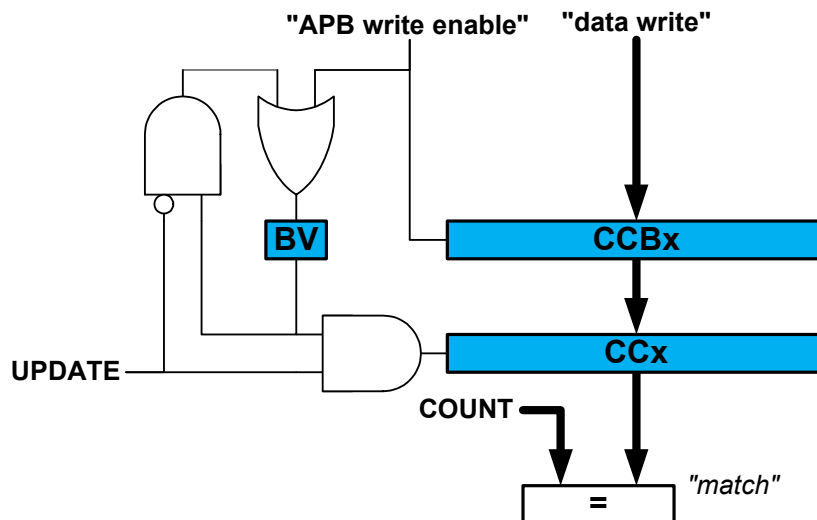 "APB write enable"
"data write"
BV
CCBx
CCx
UPDATE
COUNT
"match"
=